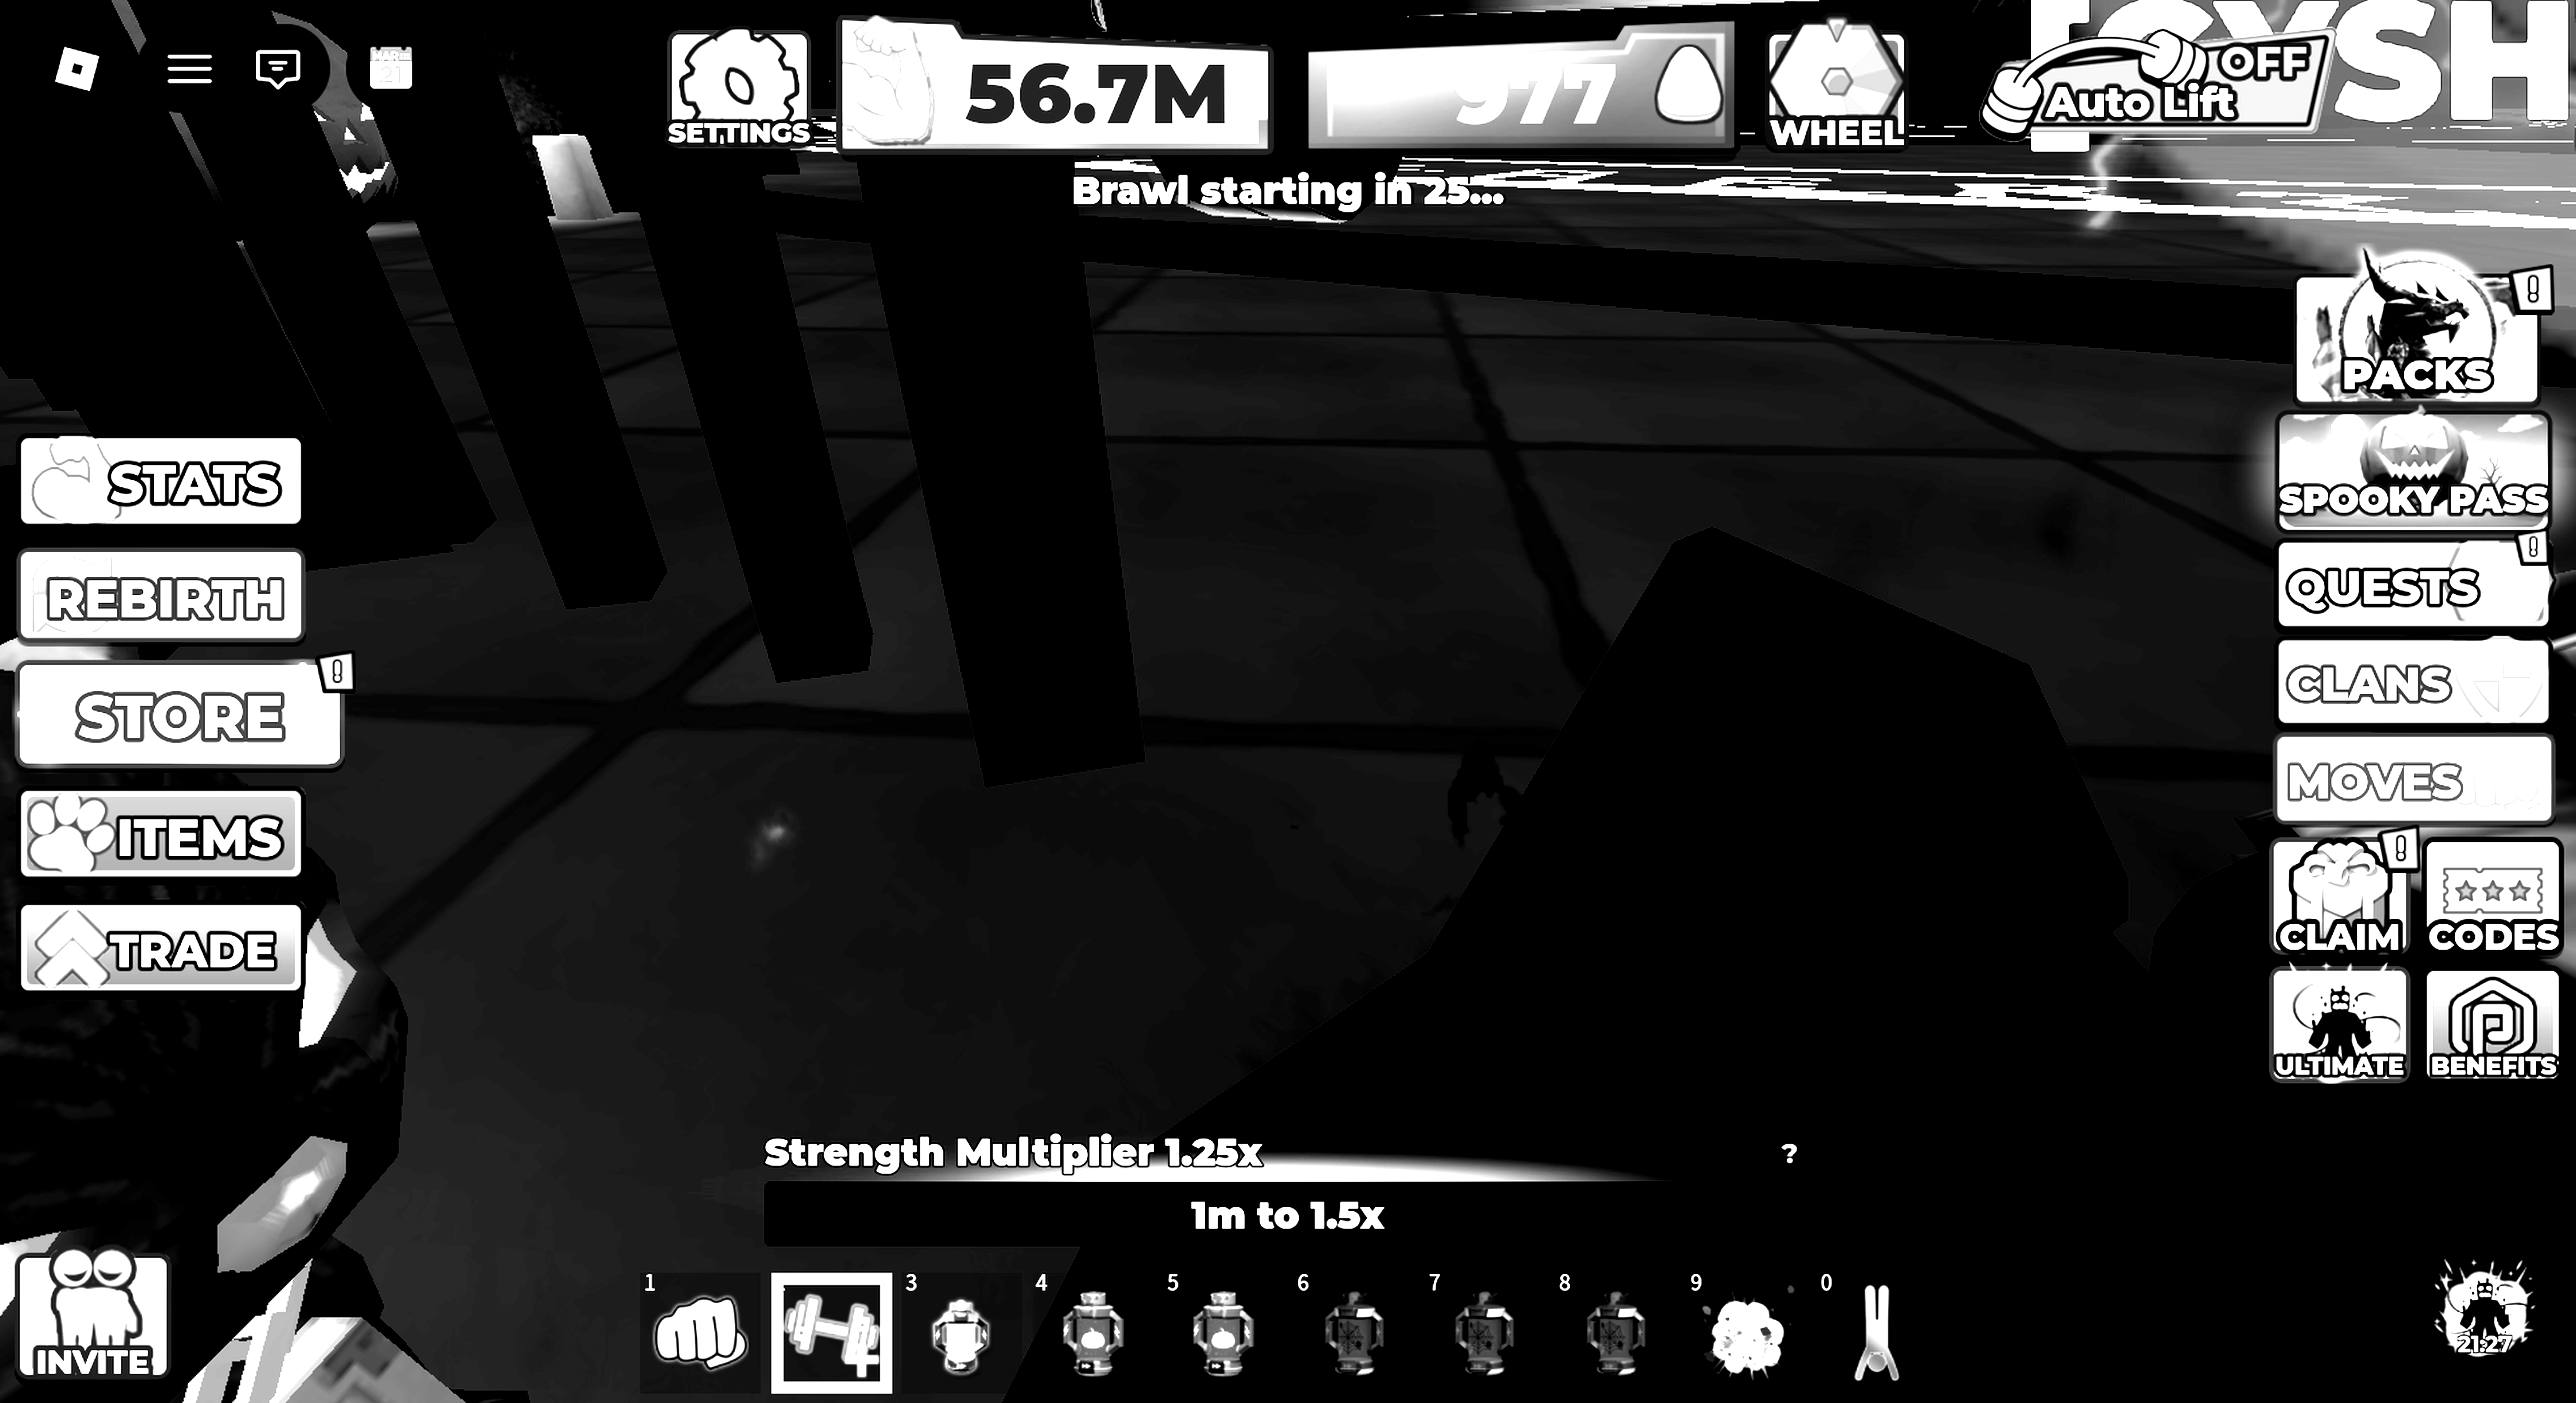 SETTINGS
56.7M
977
WHEEL
OFF
Auto Lift
Brawl starting in 25...
PACKS
SPOOKY PASS
QUESTS
CLANS
MOVES
CLAIM
CODES
ULTIMATE
BENEFITS
STATS
REBIRTH
STORE
ITEMS
TRADE
INVITE
Strength Multiplier 1.25x
?
1m to 1.5x
1
3
4
5
6
7
8
9
0
21:27